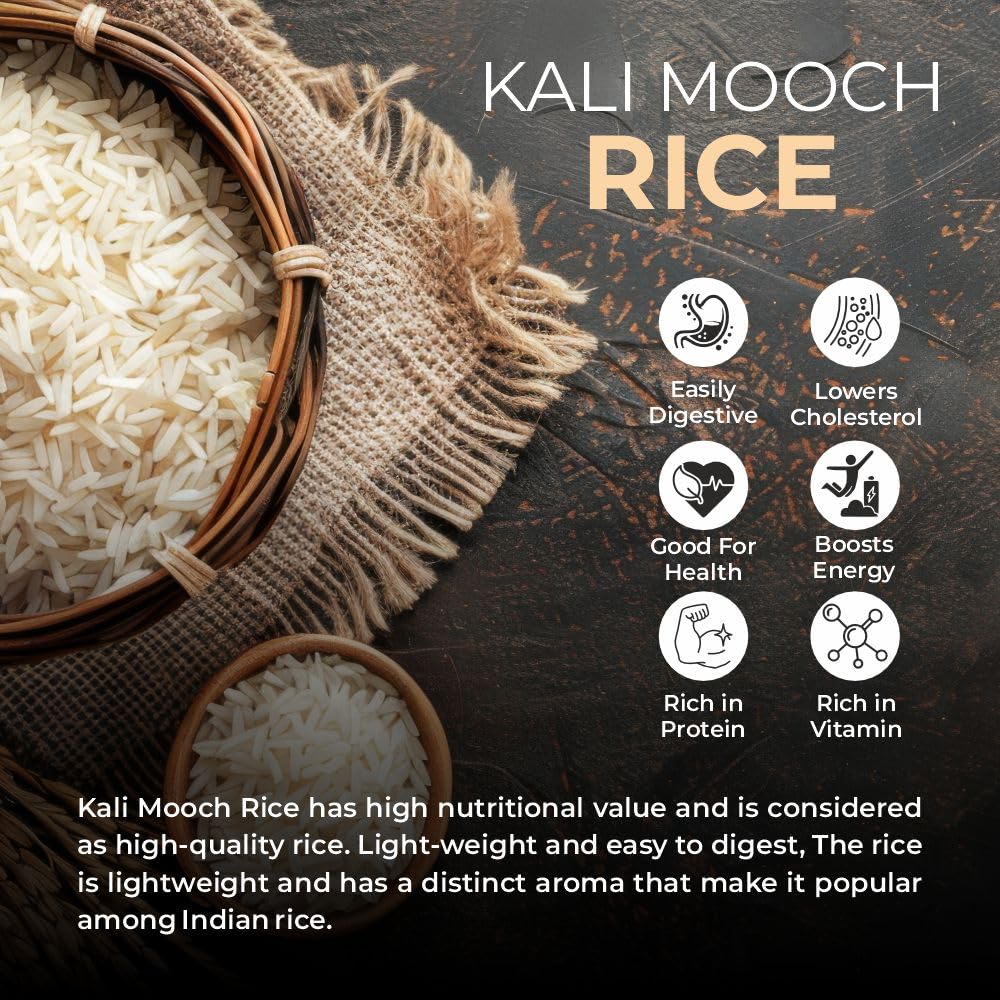 KALI MOOCH
RICE
Easily
Digestive
Lowers
Cholesterol
Good For
Health
Boosts
Energy
Rich in
Protein
Rich in
Vitamin
Kali Mooch Rice has high nutritional value and is considered
as high-quality rice. Light-weight and easy to digest, The rice
is lightweight and has a distinct aroma that make it popular
among Indian rice.